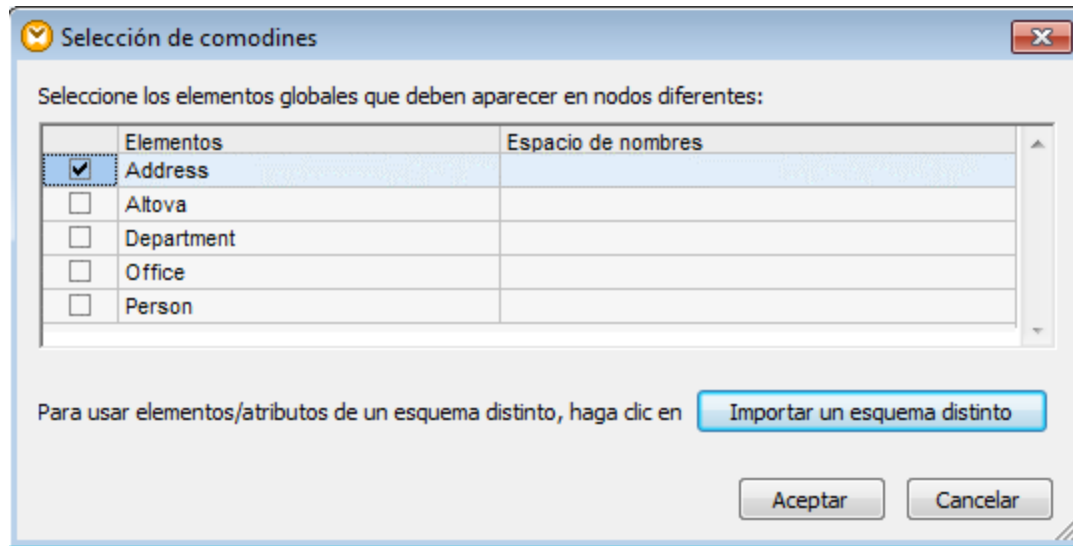 Selección de comodines
Seleccione los elementos globales que deben aparecer en nodos diferentes:
Elementos Espacio de nombres
Address
Altova
Department
Office
Person
Para usar elementos/atributos de un esquema distinto, haga clic en Importar un esquema distinto
Aceptar Cancelar